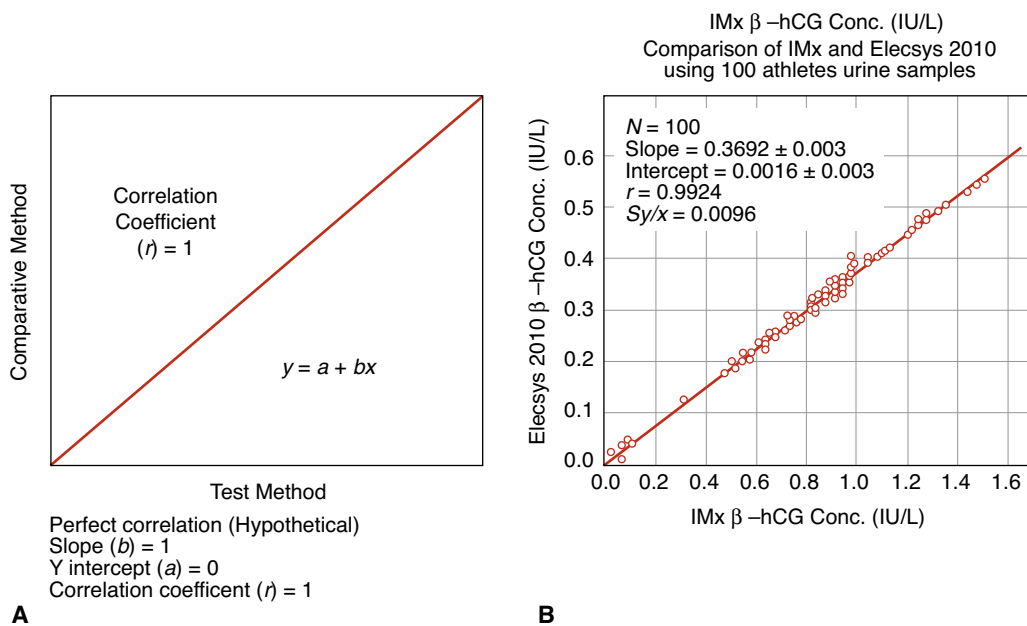 Comparative Method
Correlation
Coefficient
(r) = 1
y = a + bx
Test Method
Perfect correlation (Hypothetical)
Slope (b) = 1
Y intercept (a) = 0
Correlation coefficent (r) = 1
A
IMx β –hCG Conc. (IU/L)
Comparison of IMx and Elecsys 2010
using 100 athletes urine samples
Elecsys 2010 β –hCG Conc. (IU/L)
N = 100
Slope = 0.3692 ± 0.003
Intercept = 0.0016 ± 0.003
r = 0.9924
Sy/x = 0.0096
0.6
0.5
0.4
0.3
0.2
0.1
0.0
0.0 0.2 0.4 0.6 0.8 1.0 1.2 1.4 1.6
IMx β –hCG Conc. (IU/L)
B